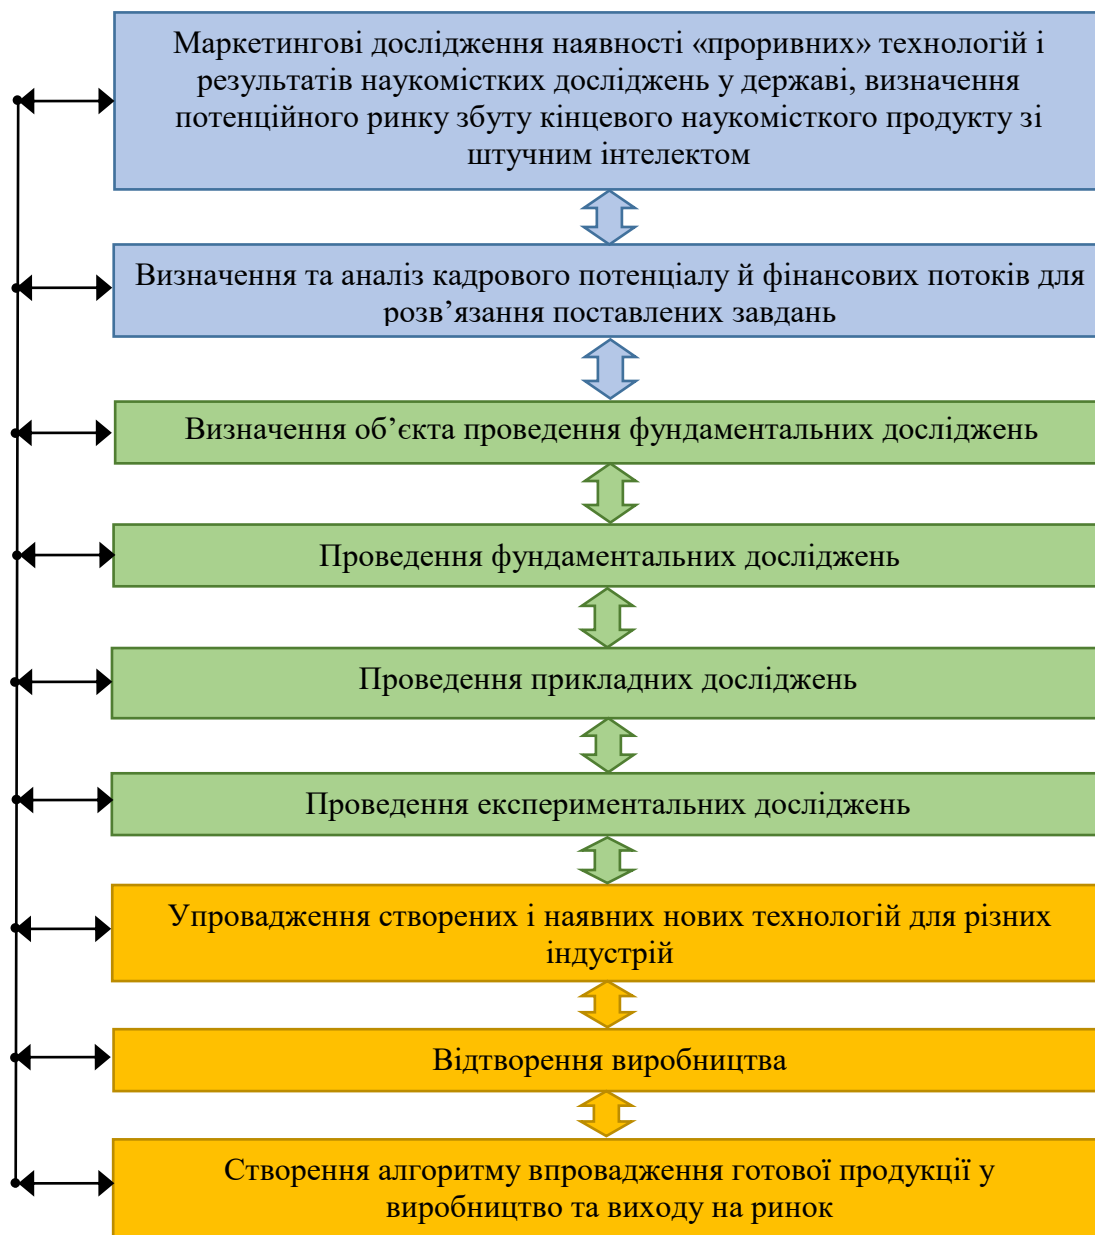 Маркетингові дослідження наявності «проривних» технологій і
результатів наукомістких досліджень у державі, визначення
потенційного ринку збуту кінцевого наукомісткого продукту зі
штучним інтелектом
Визначення та аналіз кадрового потенціалу й фінансових потоків для
розв’язання поставлених завдань
Визначення об’єкта проведення фундаментальних досліджень
Проведення фундаментальних досліджень
Проведення прикладних досліджень
Проведення експериментальних досліджень
Упровадження створених і наявних нових технологій для різних
індустрій
Відтворення виробництва
Створення алгоритму впровадження готової продукції у
виробництво та виходу на ринок